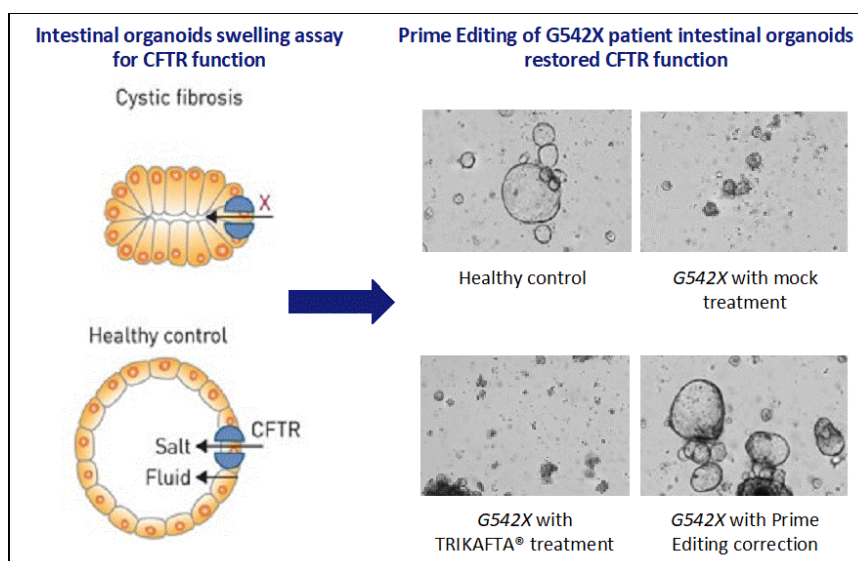 Intestinal organoids swelling assay
for CFTR function
Cystic fibrosis
X
Healthy control
CFTR
Salt
Fluid
Prime Editing of G542X patient intestinal organoids
restored CFTR function
Healthy control
G542X with mock
treatment
G542X with
TRIKAFTA® treatment
G542X with Prime
Editing correction